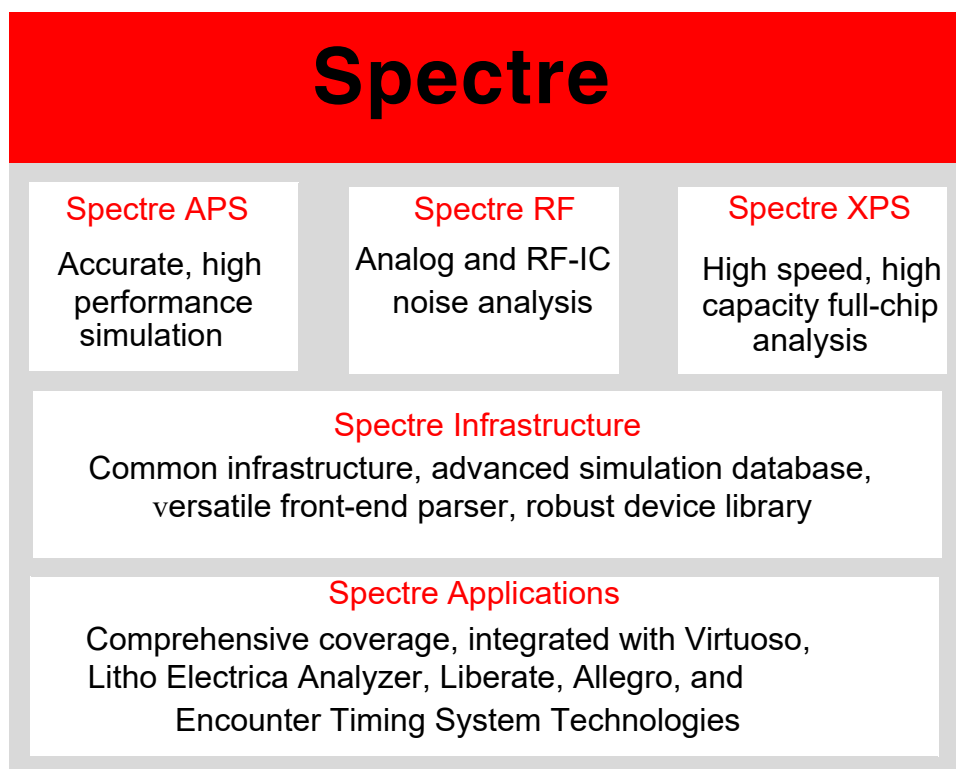 Spectre
Spectre APS
Accurate, high
performance
simulation
Spectre RF
Analog and RF-IC
noise analysis
Spectre XPS
High speed, high
capacity full-chip
analysis
Spectre Infrastructure
Common infrastructure, advanced simulation database,
versatile front-end parser, robust device library
Spectre Applications
Comprehensive coverage, integrated with Virtuoso,
Litho Electrica Analyzer, Liberate, Allegro, and
Encounter Timing System Technologies